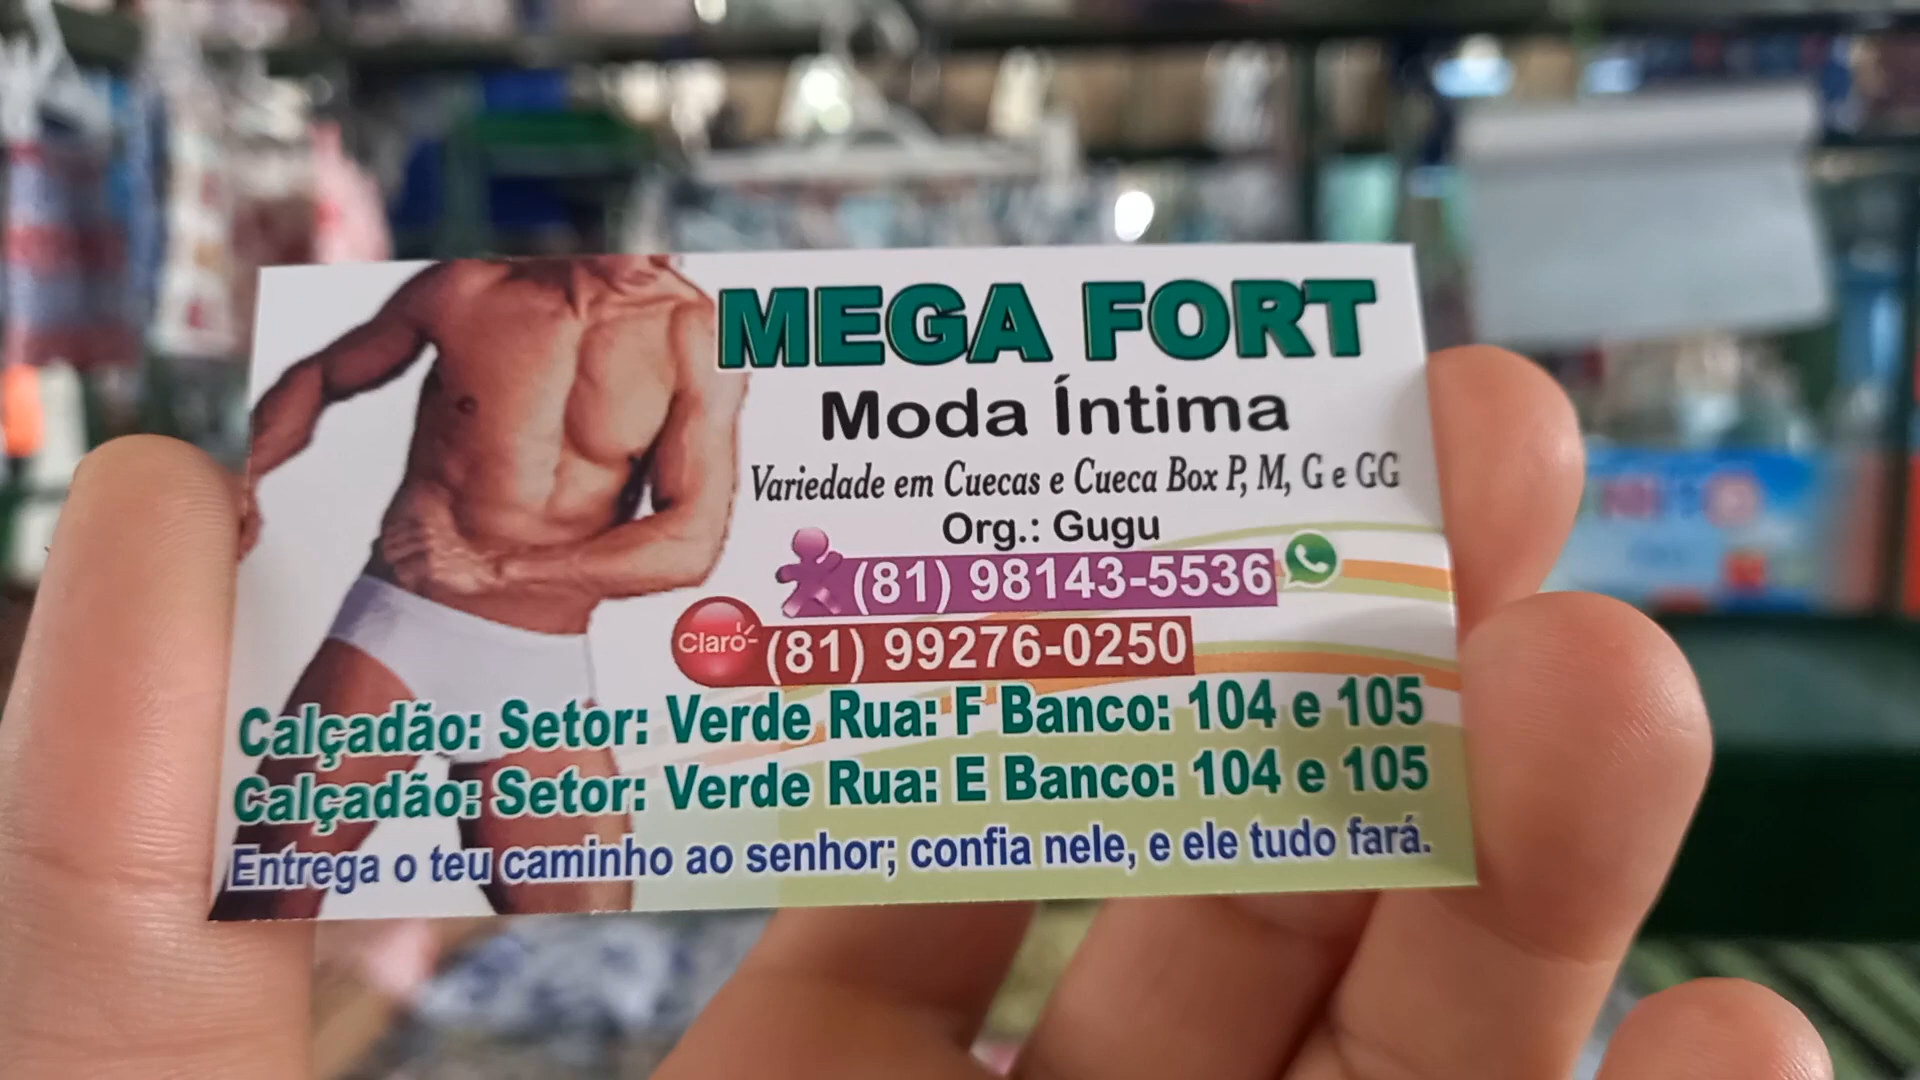 MEGA FORT
Moda Íntima
Variedade em Cuecas e Cueca Box P, M, G e GG
Org.: Gugu
(81) 98143-5536
Claro (81) 99276-0250
Calçadão: Setor: Verde Rua: F Banco: 104 e 105
Calçadão: Setor: Verde Rua: E Banco: 104 e 105
Entrega o teu caminho ao senhor; confia nele, e ele tudo fará.